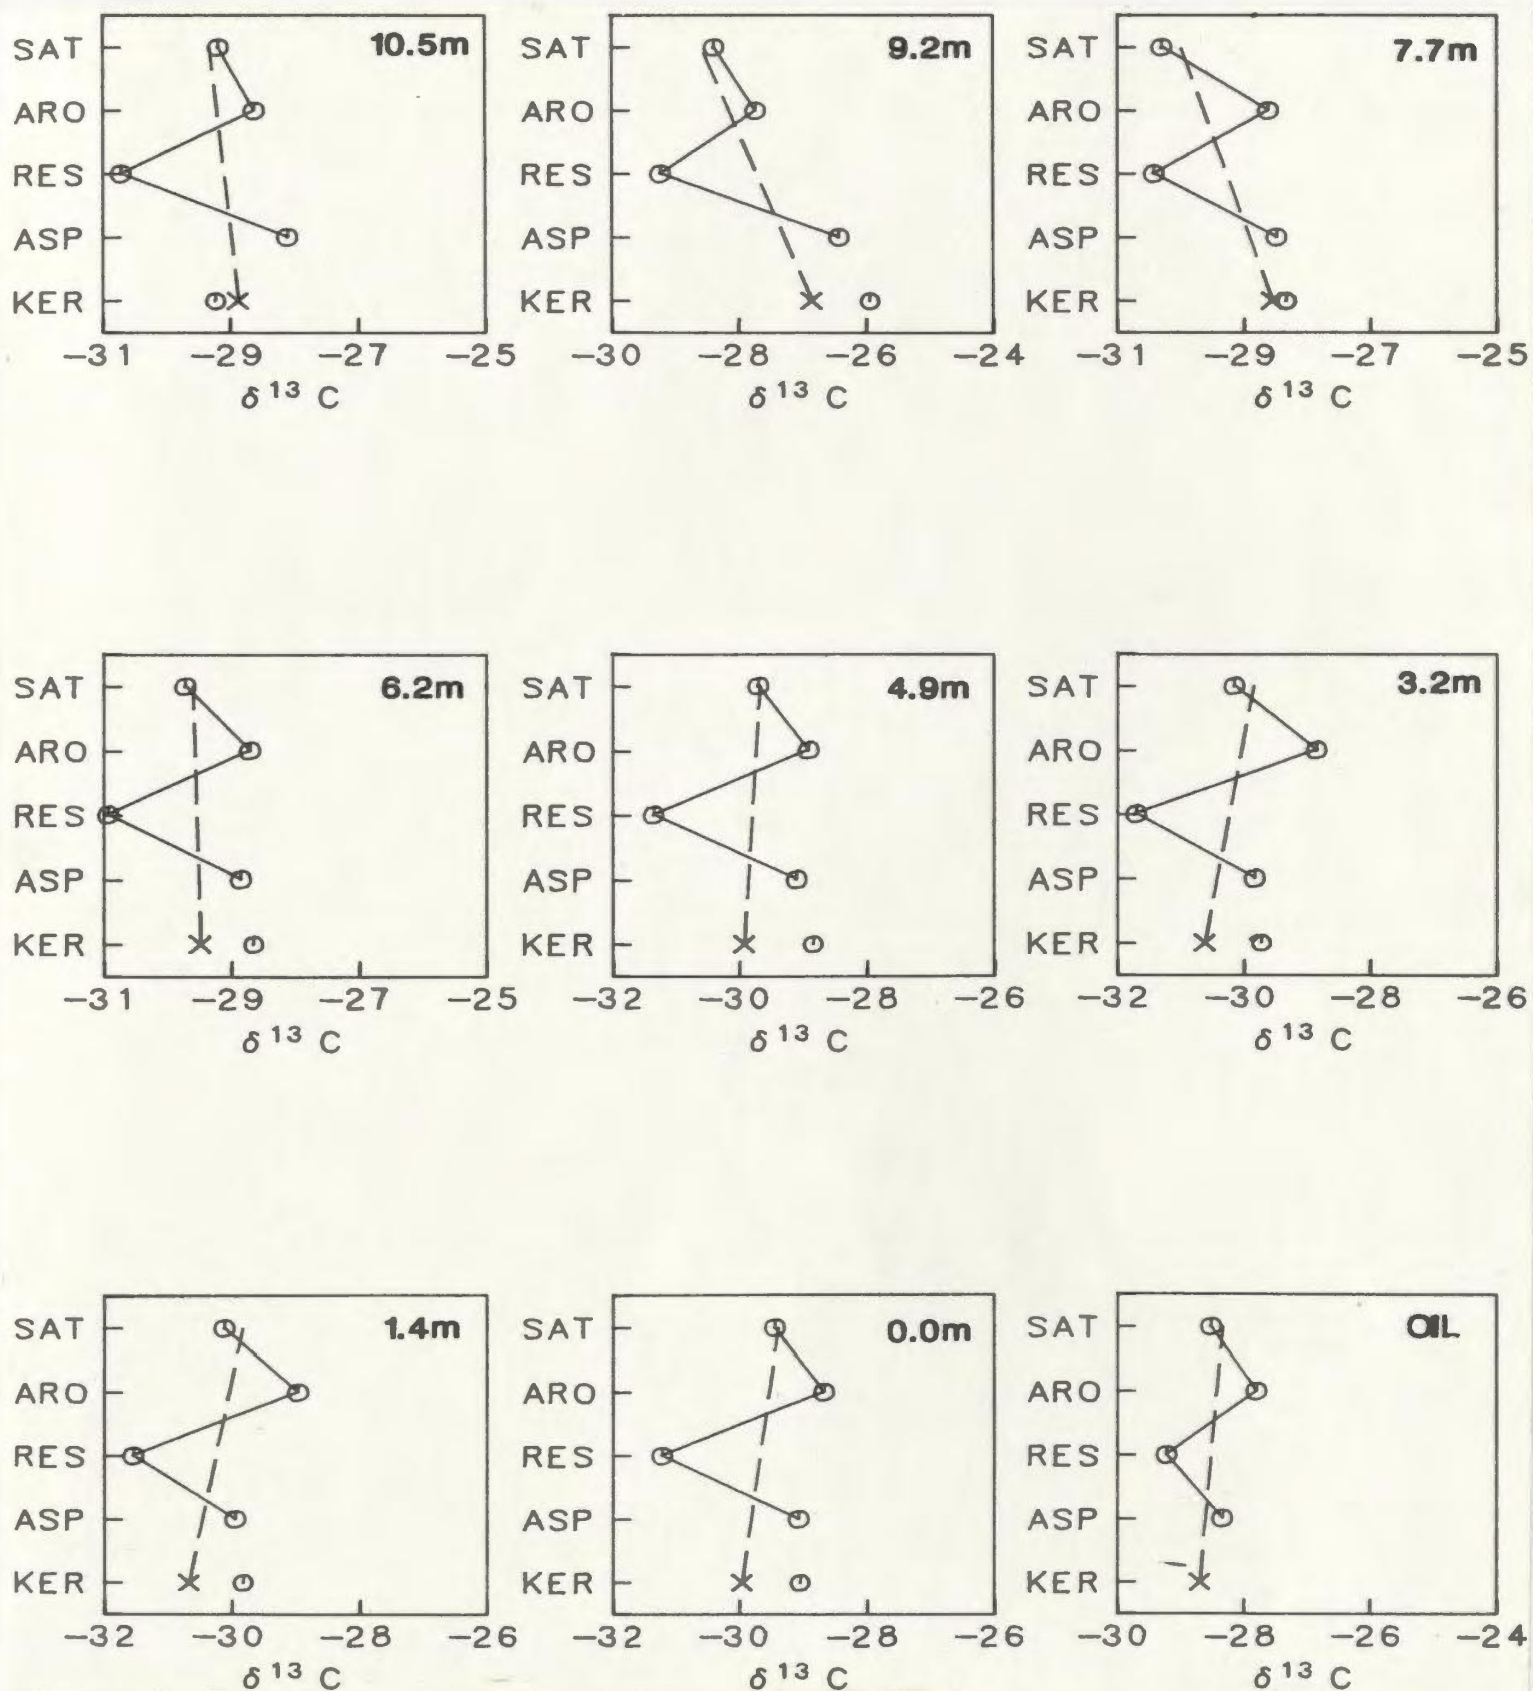 SAT 10.5m
ARO
RES
ASP
KER
−31 −29 −27 −25
δ 13 C
SAT 9.2m
ARO
RES
ASP
KER
−30 −28 −26 −24
δ 13 C
SAT 7.7m
ARO
RES
ASP
KER
−31 −29 −27 −25
δ 13 C
SAT 6.2m
ARO
RES
ASP
KER
−31 −29 −27 −25
δ 13 C
SAT 4.9m
ARO
RES
ASP
KER
−32 −30 −28 −26
δ 13 C
SAT 3.2m
ARO
RES
ASP
KER
−32 −30 −28 −26
δ 13 C
SAT 1.4m
ARO
RES
ASP
KER
−32 −30 −28 −26
δ 13 C
SAT 0.0m
ARO
RES
ASP
KER
−32 −30 −28 −26
δ 13 C
SAT OIL
ARO
RES
ASP
KER
−30 −28 −26 −24
δ 13 C